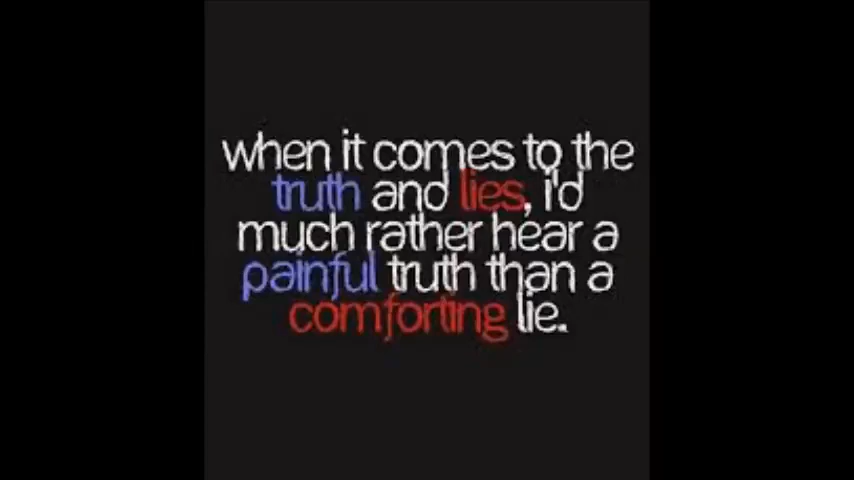 when it comes to the
truth and lies, i'd
much rather hear a
painful truth than a
comforting lie.